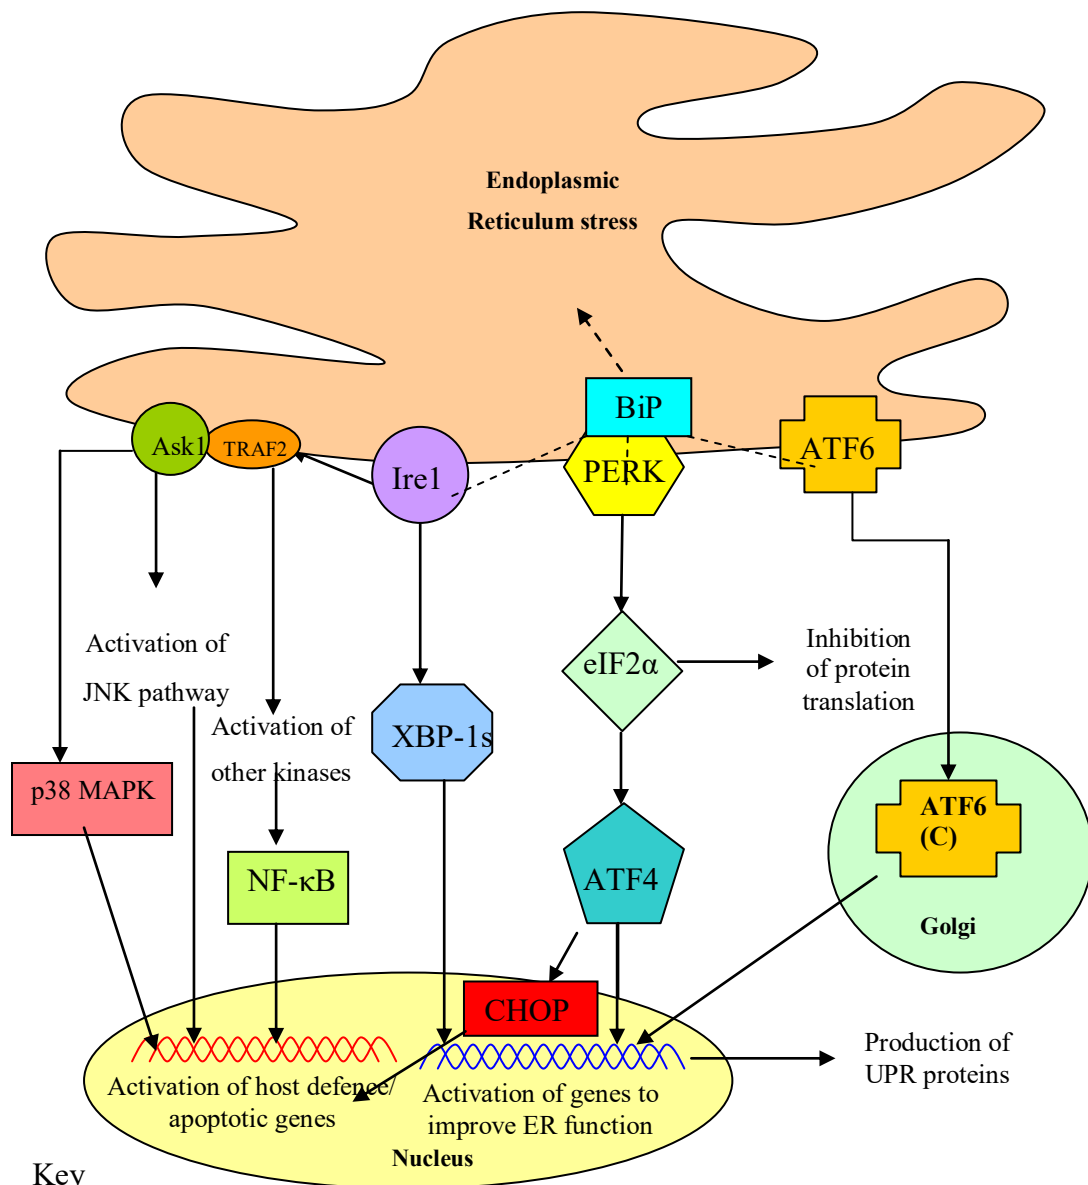 Endoplasmic
Reticulum stress
BiP
Ask1
TRAF2
Ire1
PERK
ATF6
Activation of
JNK pathway
eIF2α
Inhibition
of protein
translation
Activation of
other kinases
XBP-1s
p38 MAPK
ATF6
(C)
NF-κB
ATF4
Golgi
CHOP
Production of
UPR proteins
Activation of host defence/
apoptotic genes
Activation of genes to
improve ER function
Nucleus
Key